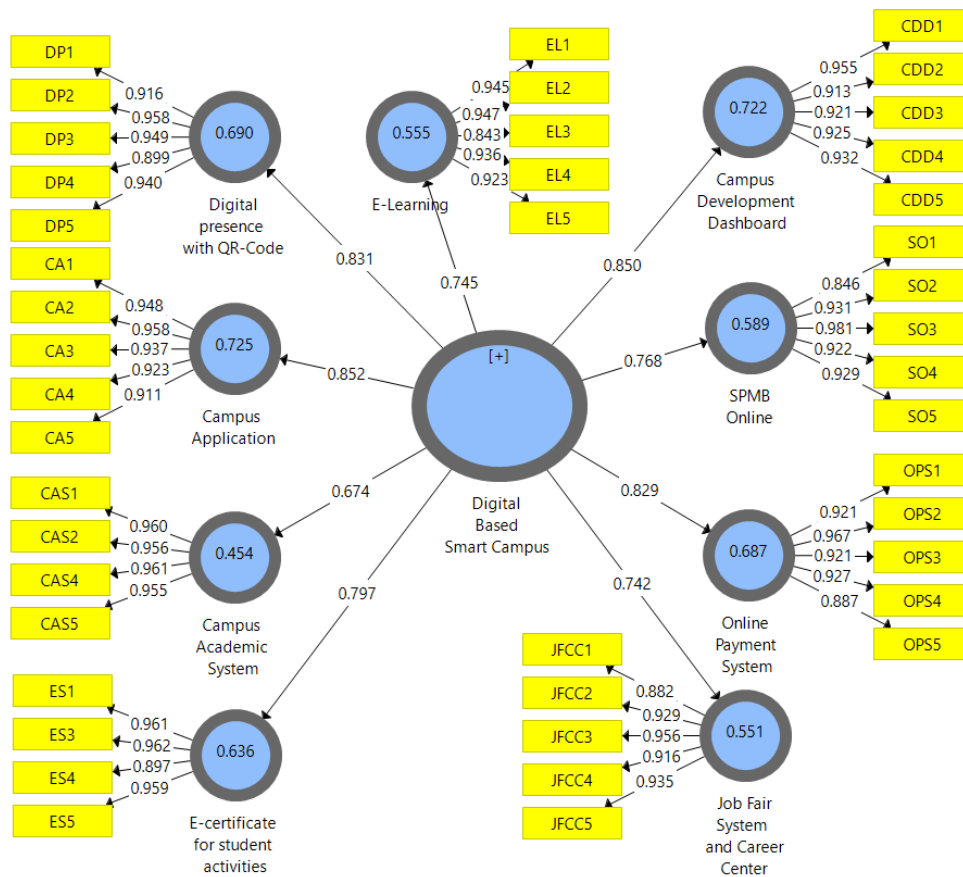 DP1
DP2
DP3
DP4
DP5
0.916
0.958
0.949
0.899
0.940
0.690
Digital
presence
with QR-Code
EL1
EL2
EL3
EL4
EL5
0.945
0.947
0.843
0.936
0.923
0.555
E-Learning
CDD1
CDD2
CDD3
CDD4
CDD5
0.955
0.913
0.921
0.925
0.932
0.722
Campus
Development
Dashboard
0.831
0.745
0.850
CA1
CA2
CA3
CA4
CA5
0.948
0.958
0.937
0.923
0.911
0.725
Campus
Application
0.852
[+]
Digital
Based
Smart Campus
0.768
SO1
SO2
SO3
SO4
SO5
0.846
0.931
0.981
0.922
0.929
0.589
SPMB
Online
CAS1
CAS2
CAS4
CAS5
0.960
0.956
0.961
0.955
0.454
Campus
Academic
System
0.674
0.829
OPS1
OPS2
OPS3
OPS4
OPS5
0.921
0.967
0.921
0.927
0.887
0.687
Online
Payment
System
0.797
0.742
ES1
ES3
ES4
ES5
0.961
0.962
0.897
0.959
0.636
E-certificate
for student
activities
JFCC1
JFCC2
JFCC3
JFCC4
JFCC5
0.882
0.929
0.956
0.916
0.935
0.551
Job Fair
System
and Career
Center